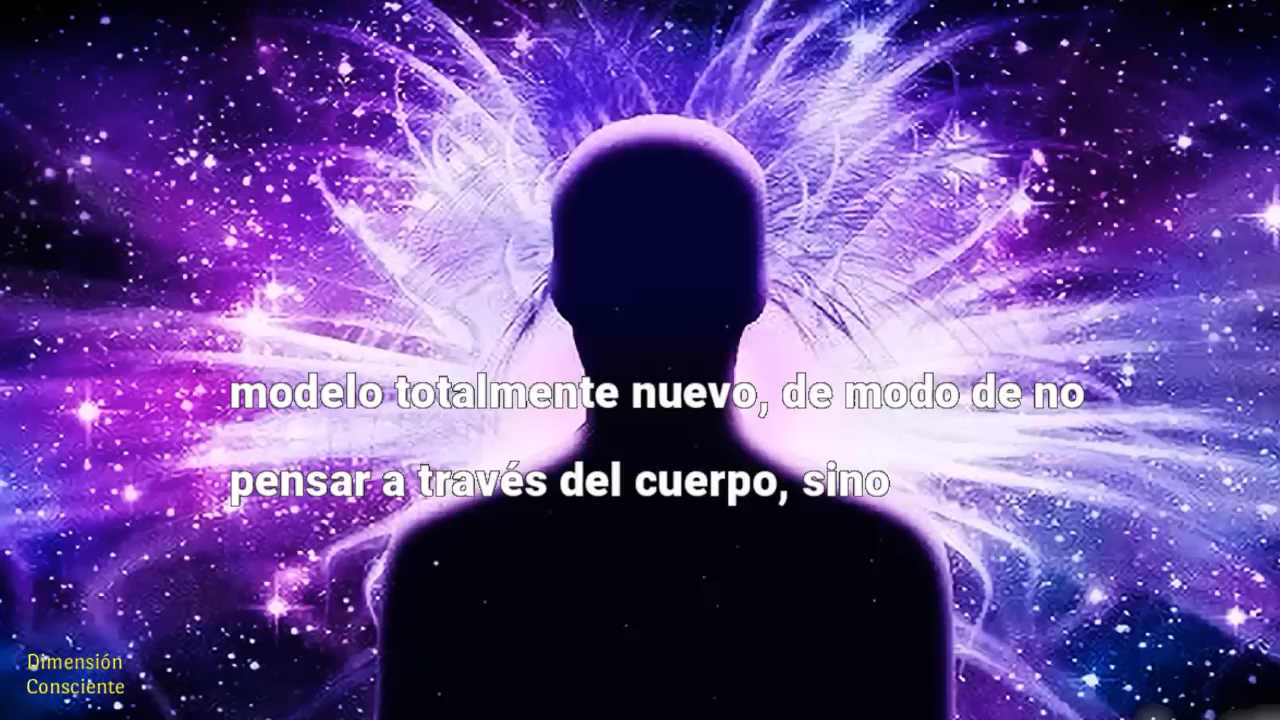 modelo totalmente nuevo, de modo de no
pensar a través del cuerpo, sino
Dimensión
Consciente